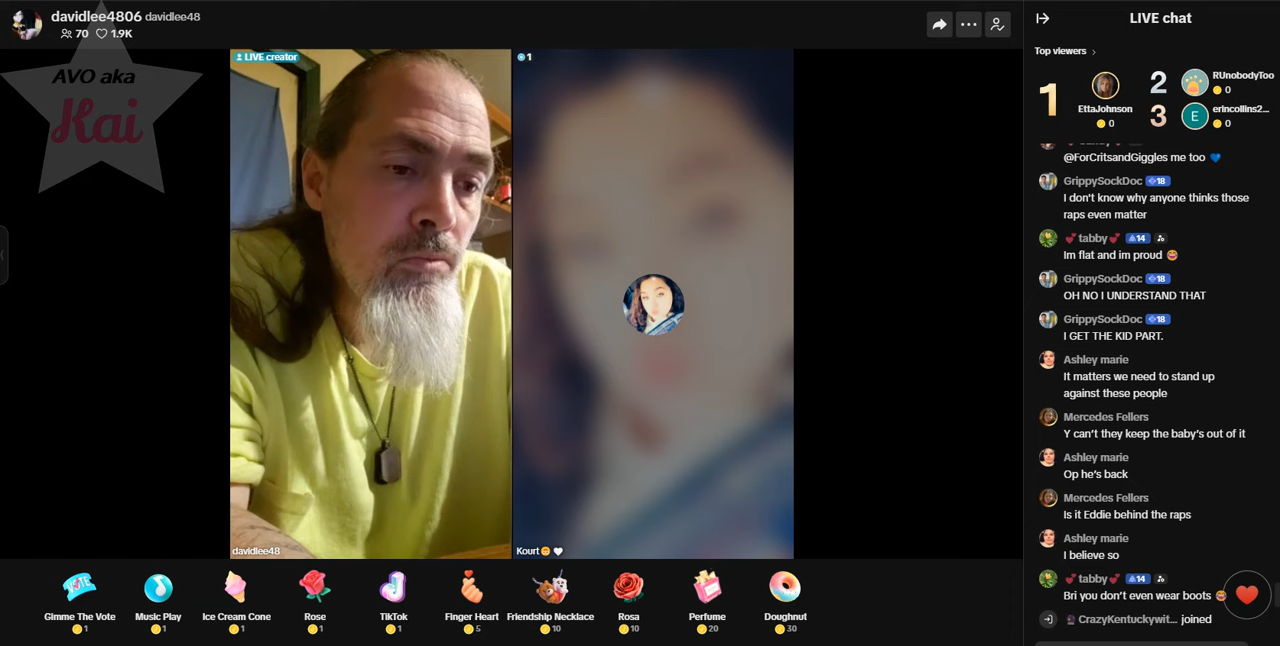 davidlee4806 davidlee48
70 1.9K
AVO aka
Kai
LIVE creator
1
davidlee48
Kourt
Gimme The Vote
1
Music Play
1
Ice Cream Cone
1
Rose
1
TikTok
1
Finger Heart
5
Friendship Necklace
10
Rosa
10
Perfume
20
Doughnut
30
LIVE chat
Top viewers
1
EttaJohnson
0
2
RUnobodyToo
0
3
E
erincollins2...
0
@ForCritsandGiggles me too
GrippySockDoc 18
I don't know why anyone thinks those
raps even matter
tabby 14
Im flat and im proud
GrippySockDoc 18
OH NO I UNDERSTAND THAT
GrippySockDoc 18
I GET THE KID PART.
Ashley marie
It matters we need to stand up
against these people
Mercedes Fellers
Y can't they keep the baby's out of it
Ashley marie
Op he's back
Mercedes Fellers
Is it Eddie behind the raps
Ashley marie
I believe so
tabby 14
Bri you don't even wear boots
CrazyKentuckywit... joined